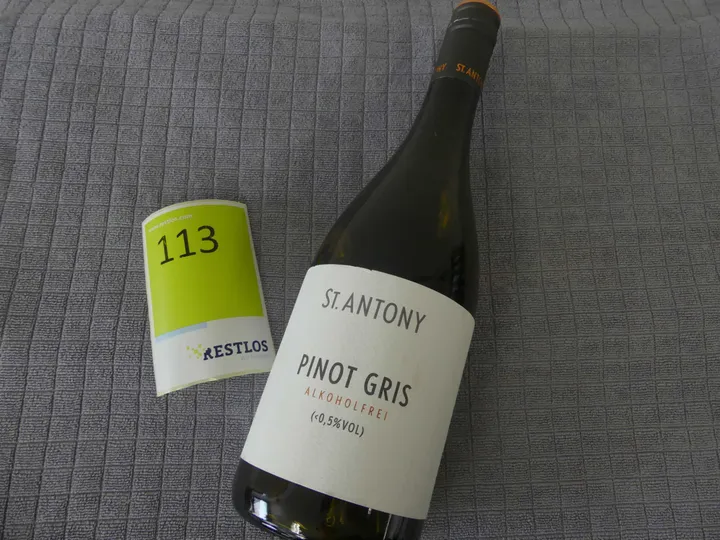 113
RESTLOS
ST. ANTONY
ST. ANTONY
PINOT GRIS
ALKOHOLFREI
(<0,5%VOL)